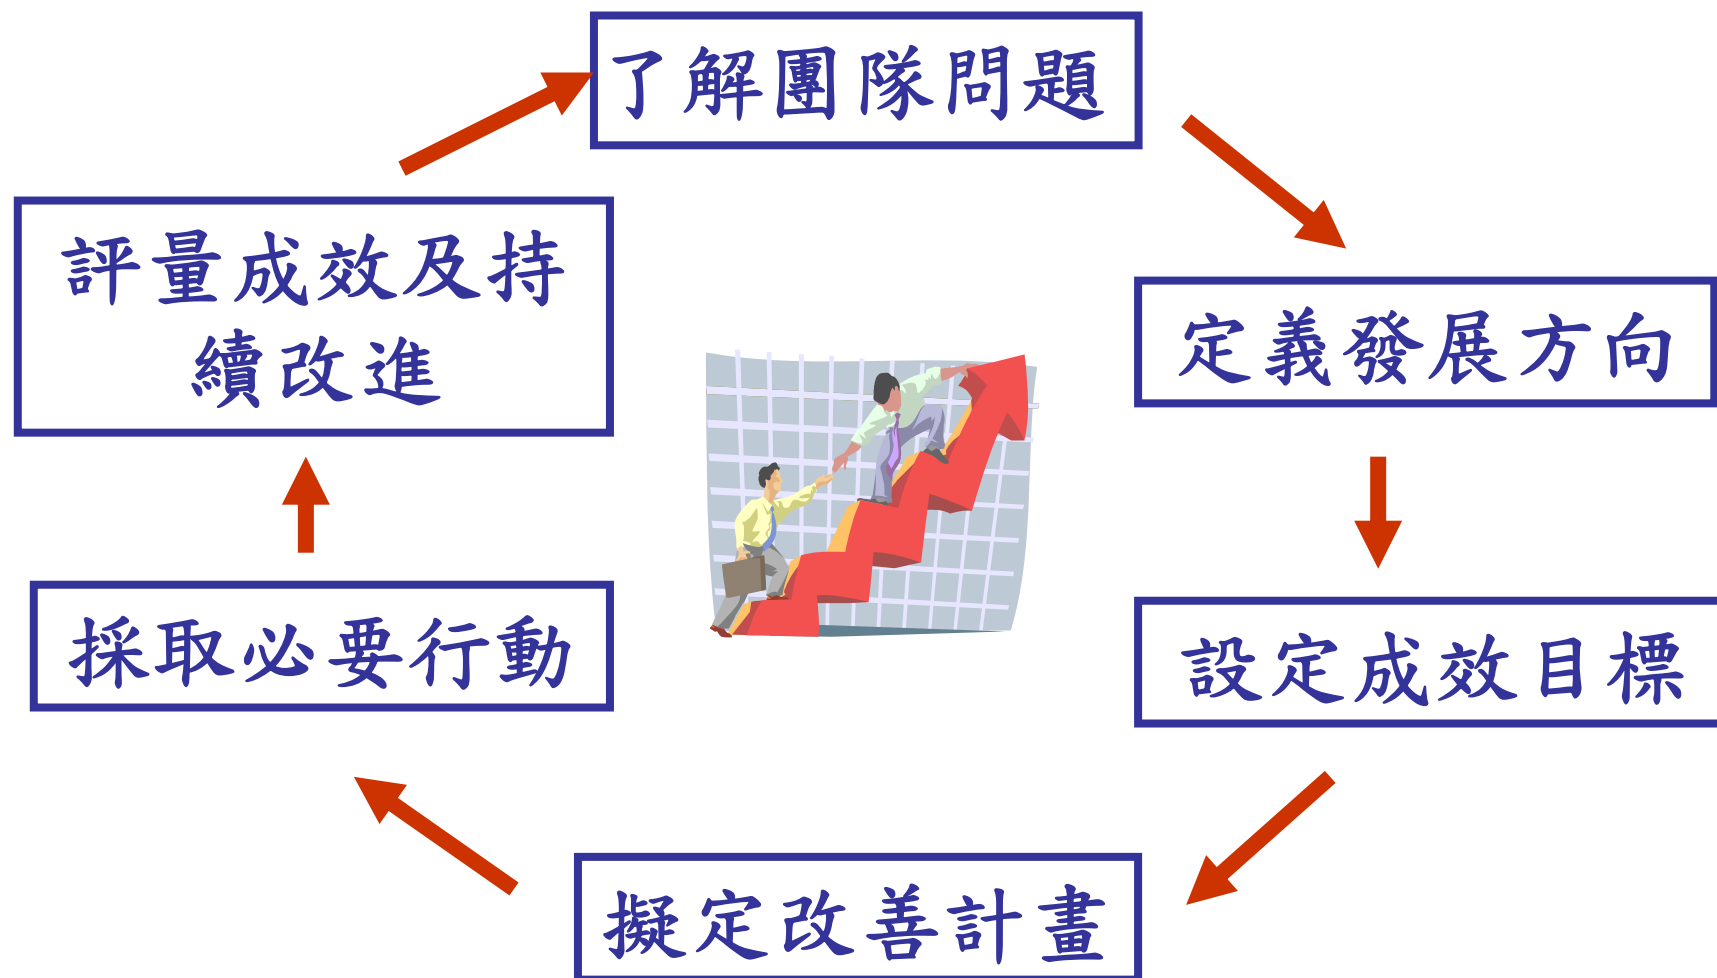 了解團隊問題
定義發展方向
設定成效目標
擬定改善計畫
採取必要行動
評量成效及持
續改進